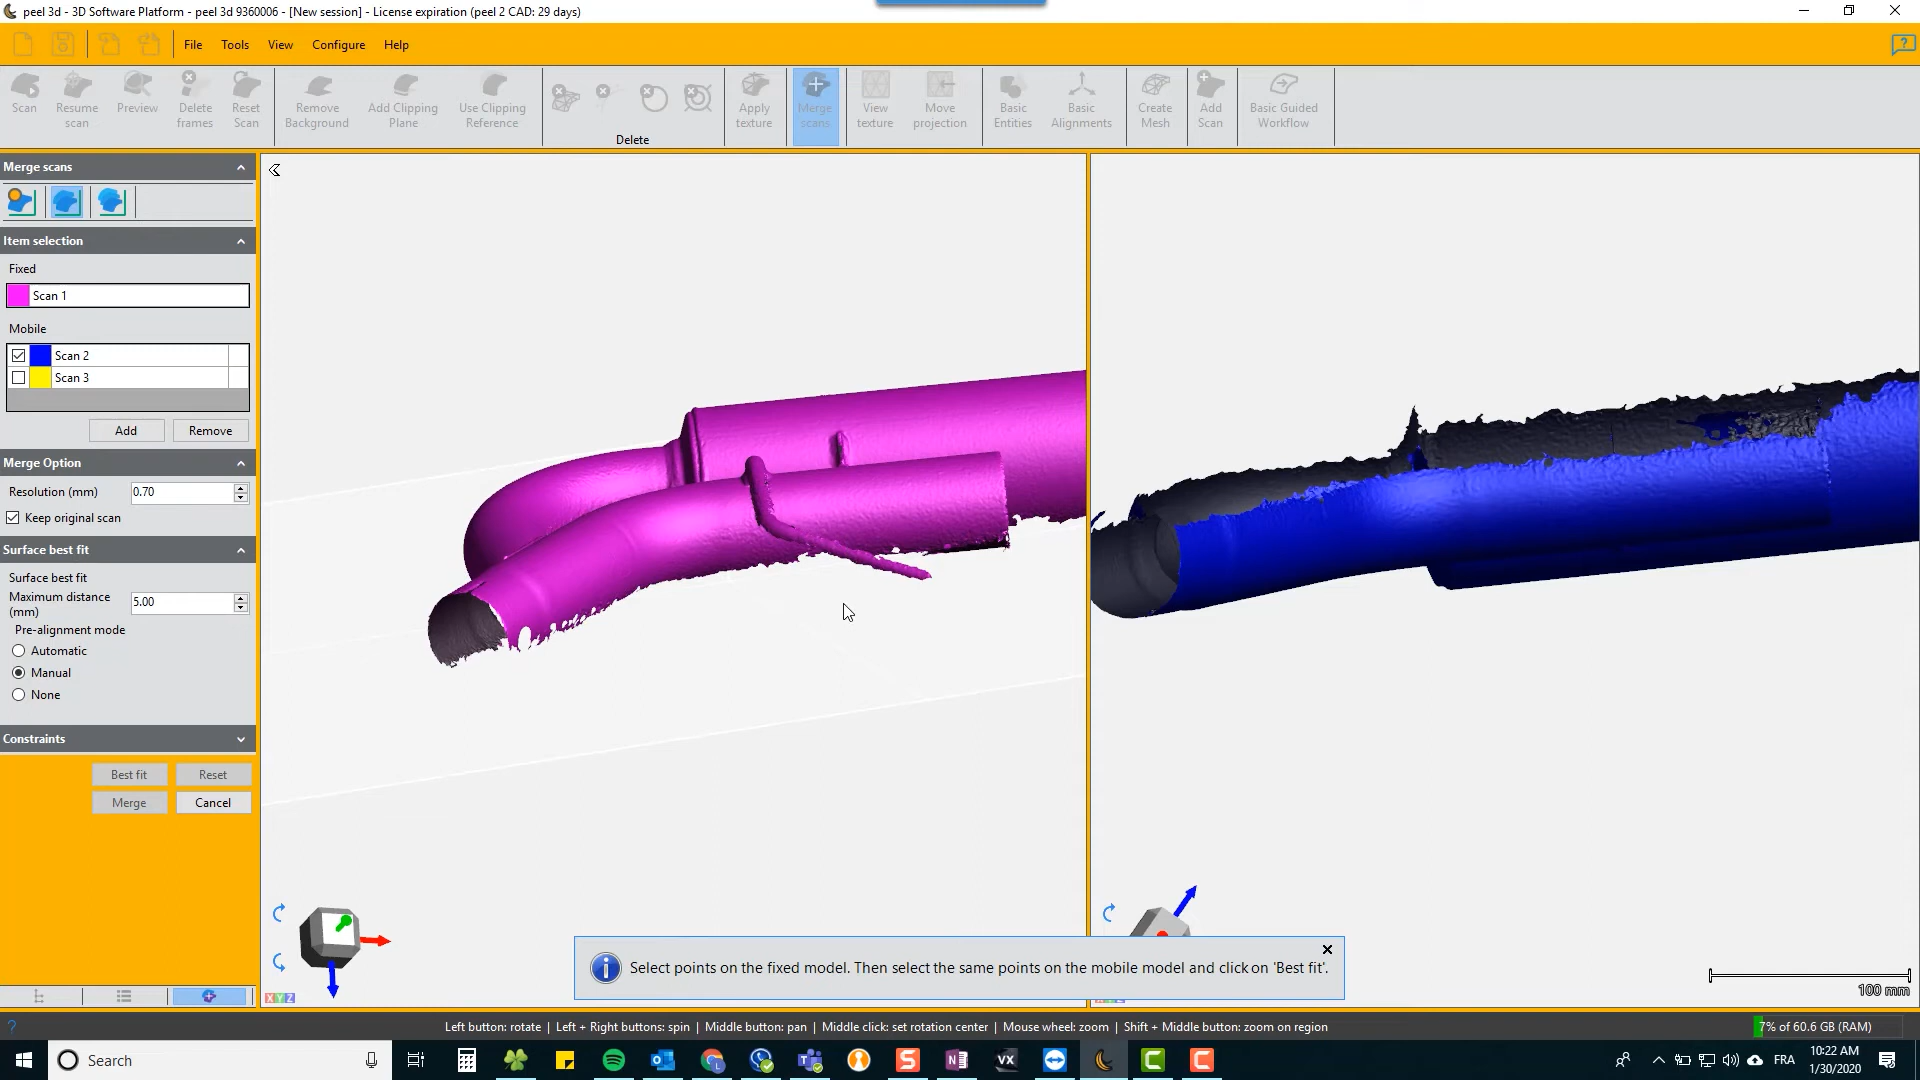 peel 3d - 3D Software Platform - peel 3d 9360006 - [New session] - License expiration (peel 2 CAD: 29 days)
File Tools View Configure Help
Scan
Resume scan
Preview
Delete frames
Reset Scan
Remove Background
Add Clipping Plane
Use Clipping Reference
Delete
Apply texture
Merge scans
View texture
Move projection
Basic Entities
Basic Alignments
Create Mesh
Add Scan
Basic Guided Workflow
Merge scans
Item selection
Fixed
Scan 1
Mobile
Scan 2
Scan 3
Add Remove
Merge Option
Resolution (mm) 0.70
Keep original scan
Surface best fit
Surface best fit
Maximum distance (mm) 5.00
Pre-alignment mode
Automatic
Manual
None
Constraints
Best fit Reset
Merge Cancel
XYZ
Select points on the fixed model. Then select the same points on the mobile model and click on 'Best fit'.
100 mm
Left button: rotate | Left + Right buttons: spin | Middle button: pan | Middle click: set rotation center | Mouse wheel: zoom | Shift + Middle button: zoom on region
7% of 60.6 GB (RAM)
Search
VX
FRA
10:22 AM
1/30/2020